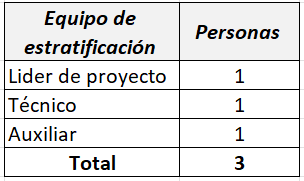 Equipo de estratificación Personas
Lider de proyecto 1
Técnico 1
Auxiliar 1
Total 3